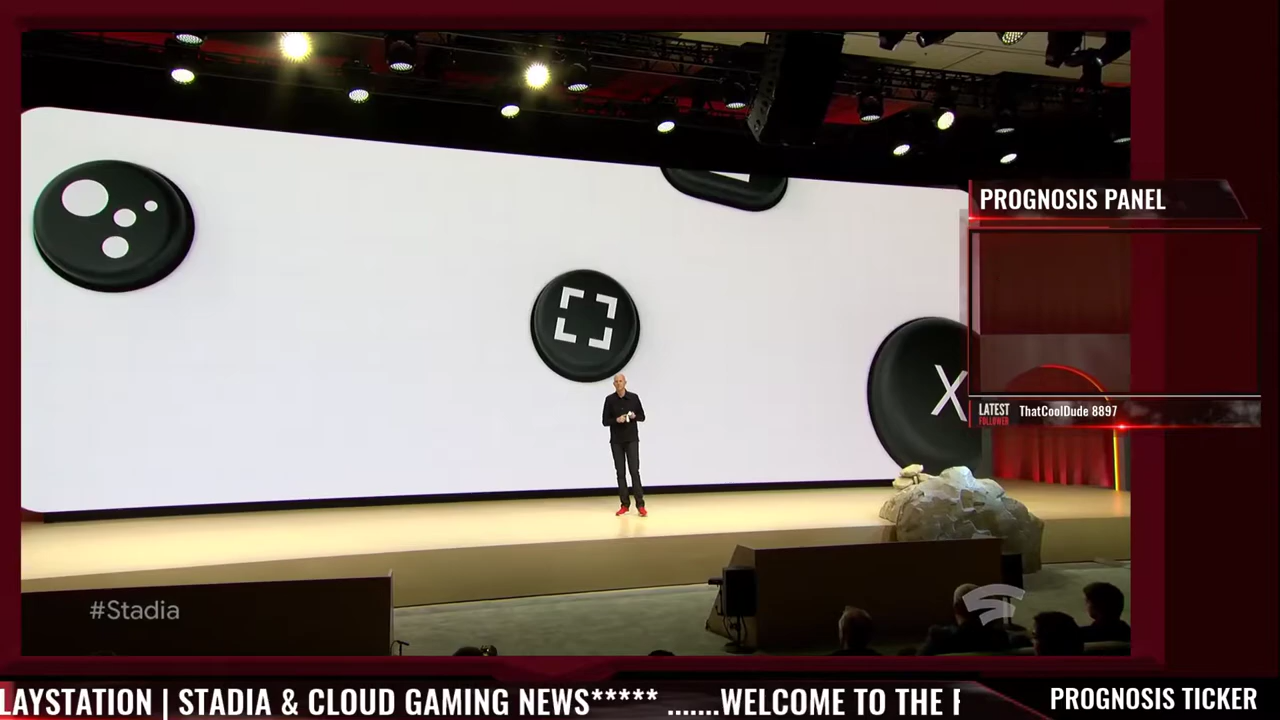 PROGNOSIS PANEL
X
LATEST
FOLLOWER
ThatCoolDude 8897
#Stadia
LAYSTATION | STADIA & CLOUD GAMING NEWS***** .......WELCOME TO THE
PROGNOSIS TICKER